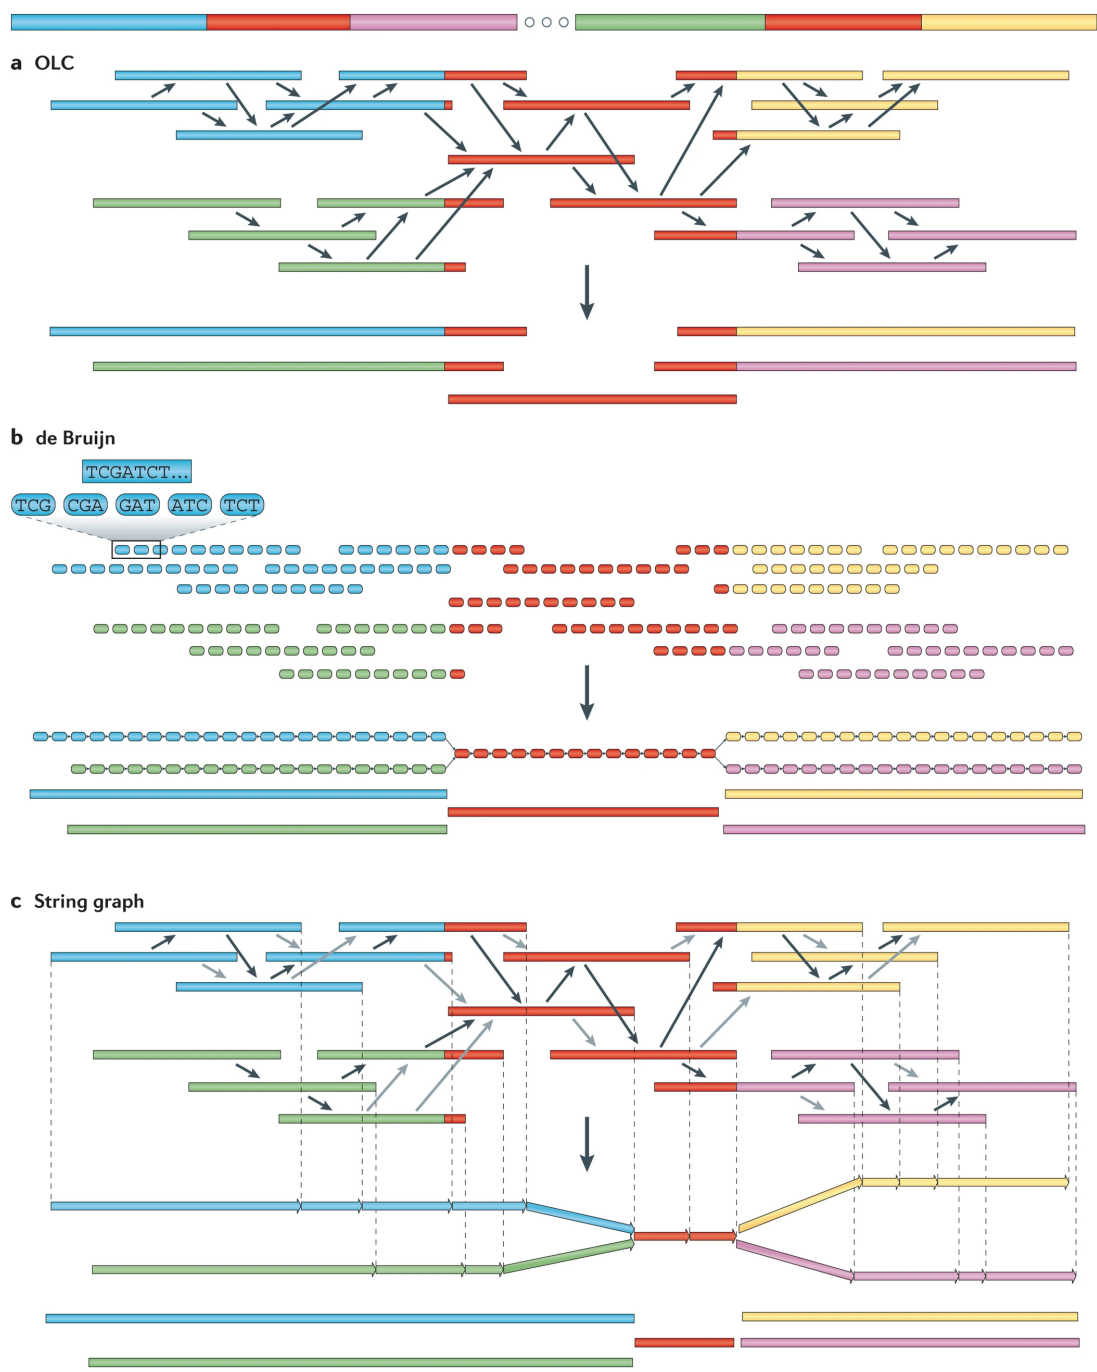 a OLC
b de Bruijn
TCGATCT...
TCG CGA GAT ATC TCT
c String graph